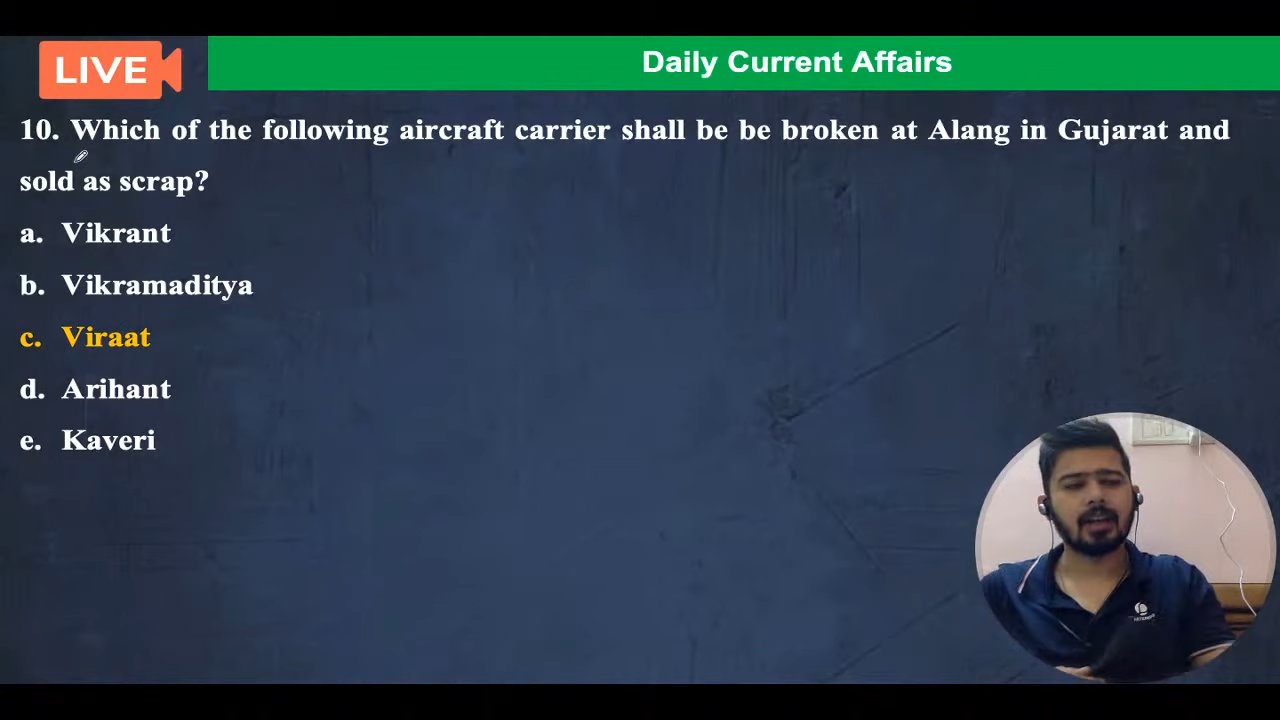 LIVE
Daily Current Affairs
10. Which of the following aircraft carrier shall be be broken at Alang in Gujarat and
sold as scrap?
a. Vikrant
b. Vikramaditya
c. Viraat
d. Arihant
e. Kaveri